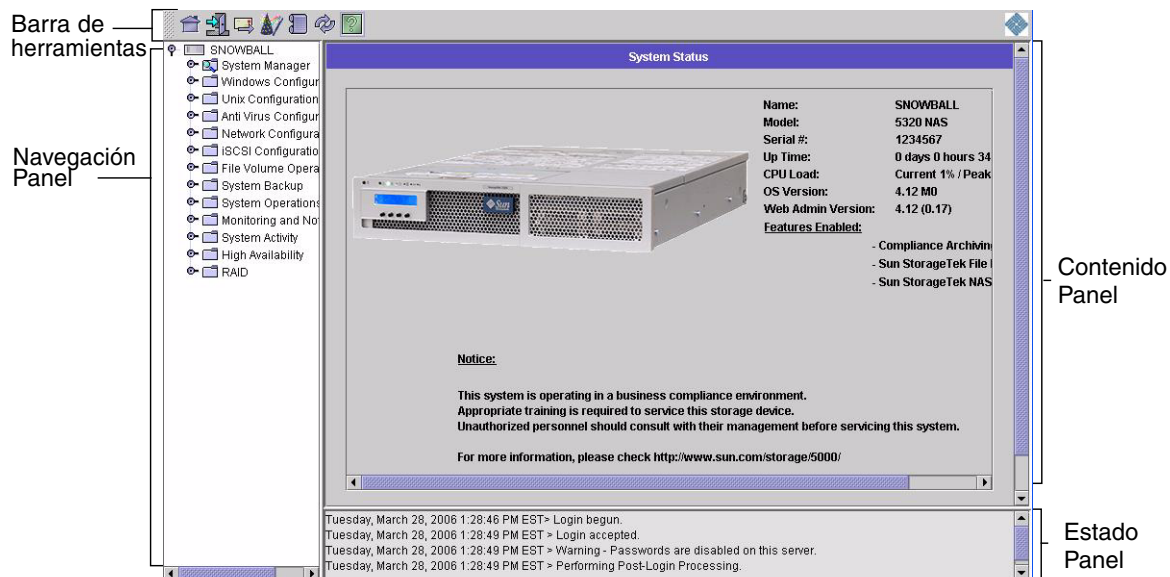 Barra de
herramientas
Navegación
Panel
SNOWBALL
System Manager
Windows Configur
Unix Configuration
Anti Virus Configur
Network Configura
iSCSI Configuratio
File Volume Opera
System Backup
System Operations
Monitoring and Not
System Activity
High Availability
RAID
System Status
Sun
Name: SNOWBALL
Model: 5320 NAS
Serial #: 1234567
Up Time: 0 days 0 hours 34
CPU Load: Current 1% / Peak
OS Version: 4.12 M0
Web Admin Version: 4.12 (0.17)
Features Enabled:
- Compliance Archiving
- Sun StorageTek File
- Sun StorageTek NAS
Notice:
This system is operating in a business compliance environment.
Appropriate training is required to service this storage device.
Unauthorized personnel should consult with their management before servicing this system.
For more information, please check http://www.sun.com/storage/5000/
Contenido
Panel
Tuesday, March 28, 2006 1:28:46 PM EST> Login begun.
Tuesday, March 28, 2006 1:28:49 PM EST > Login accepted.
Tuesday, March 28, 2006 1:28:49 PM EST > Warning - Passwords are disabled on this server.
Tuesday, March 28, 2006 1:28:49 PM EST > Performing Post-Login Processing.
Estado
Panel